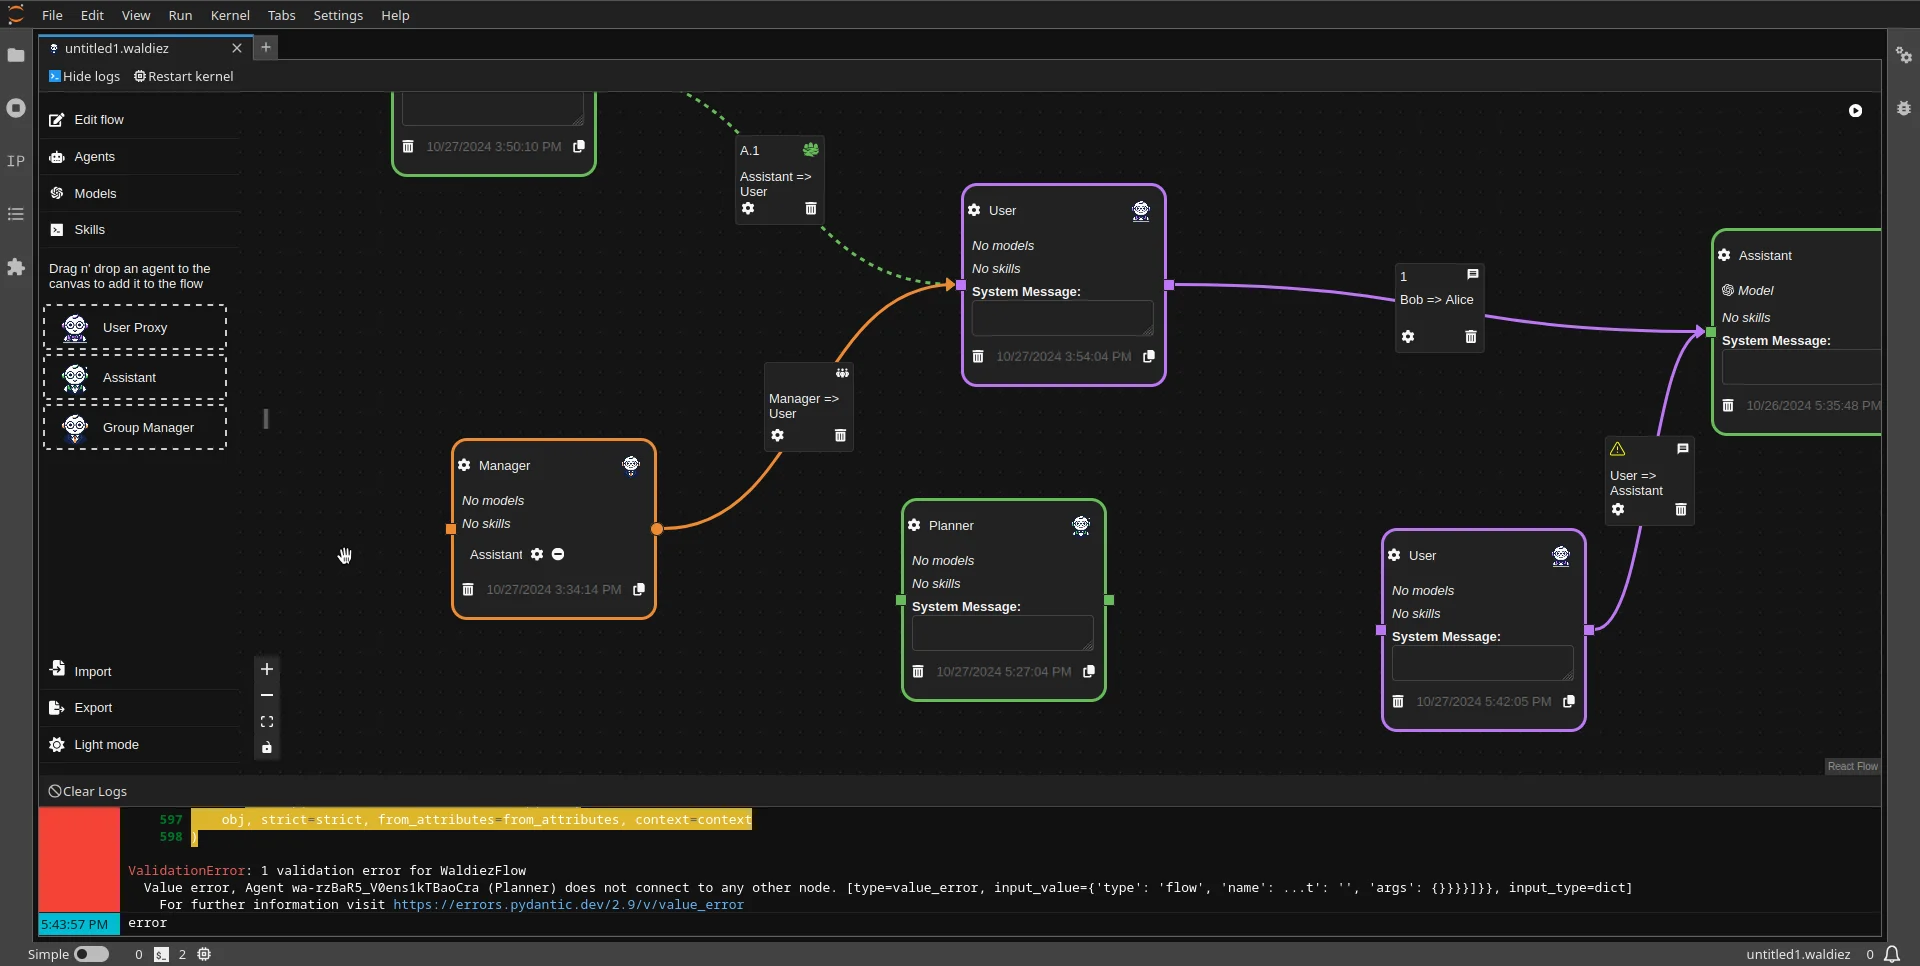 File Edit View Run Kernel Tabs Settings Help
untitled1.waldiez
Hide logs Restart kernel
Edit flow
Agents
Models
Skills
Drag n' drop an agent to the
canvas to add it to the flow
User Proxy
Assistant
Group Manager
Import
Export
Light mode
10/27/2024 3:50:10 PM
A.1
Assistant =>
User
User
No models
No skills
System Message:
10/27/2024 3:54:04 PM
1
Bob => Alice
Assistant
Model
No skills
System Message:
10/26/2024 5:35:48 PM
Manager =>
User
Manager
No models
No skills
Assistant
10/27/2024 3:34:14 PM
Planner
No models
No skills
System Message:
10/27/2024 5:27:04 PM
User =>
Assistant
User
No models
No skills
System Message:
10/27/2024 5:42:05 PM
React Flow
Clear Logs
597 obj, strict=strict, from_attributes=from_attributes, context=context
598 )
ValidationError: 1 validation error for WaldiezFlow
Value error, Agent wa-rzBaR5_V0ens1kTBaoCra (Planner) does not connect to any other node. [type=value_error, input_value={'type': 'flow', 'name': ...t': '', 'args': {}}}}]}}, input_type=dict]
For further information visit https://errors.pydantic.dev/2.9/v/value_error
5:43:57 PM error
Simple 0 $_ 2 untitled1.waldiez 0
IP